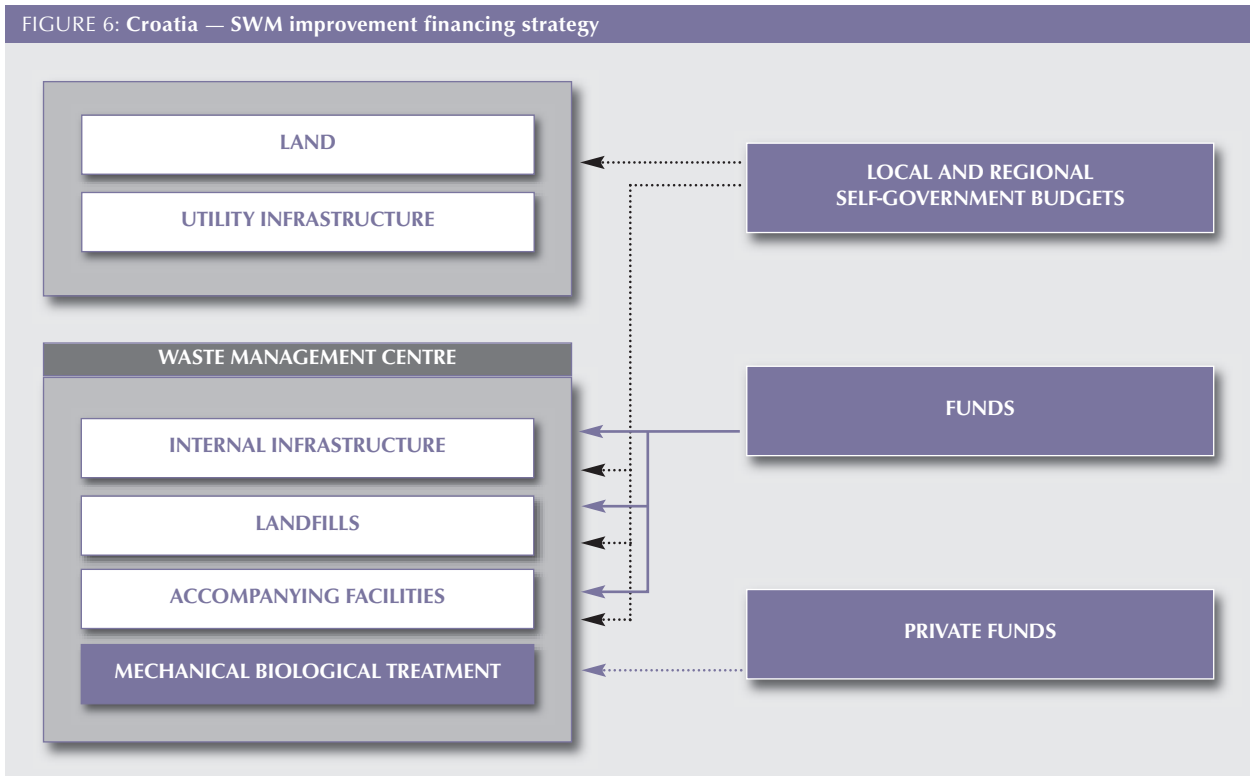 FIGURE 6: Croatia — SWM improvement financing strategy
LAND
UTILITY INFRASTRUCTURE
LOCAL AND REGIONAL
SELF-GOVERNMENT BUDGETS
WASTE MANAGEMENT CENTRE
INTERNAL INFRASTRUCTURE
LANDFILLS
ACCOMPANYING FACILITIES
MECHANICAL BIOLOGICAL TREATMENT
FUNDS
PRIVATE FUNDS